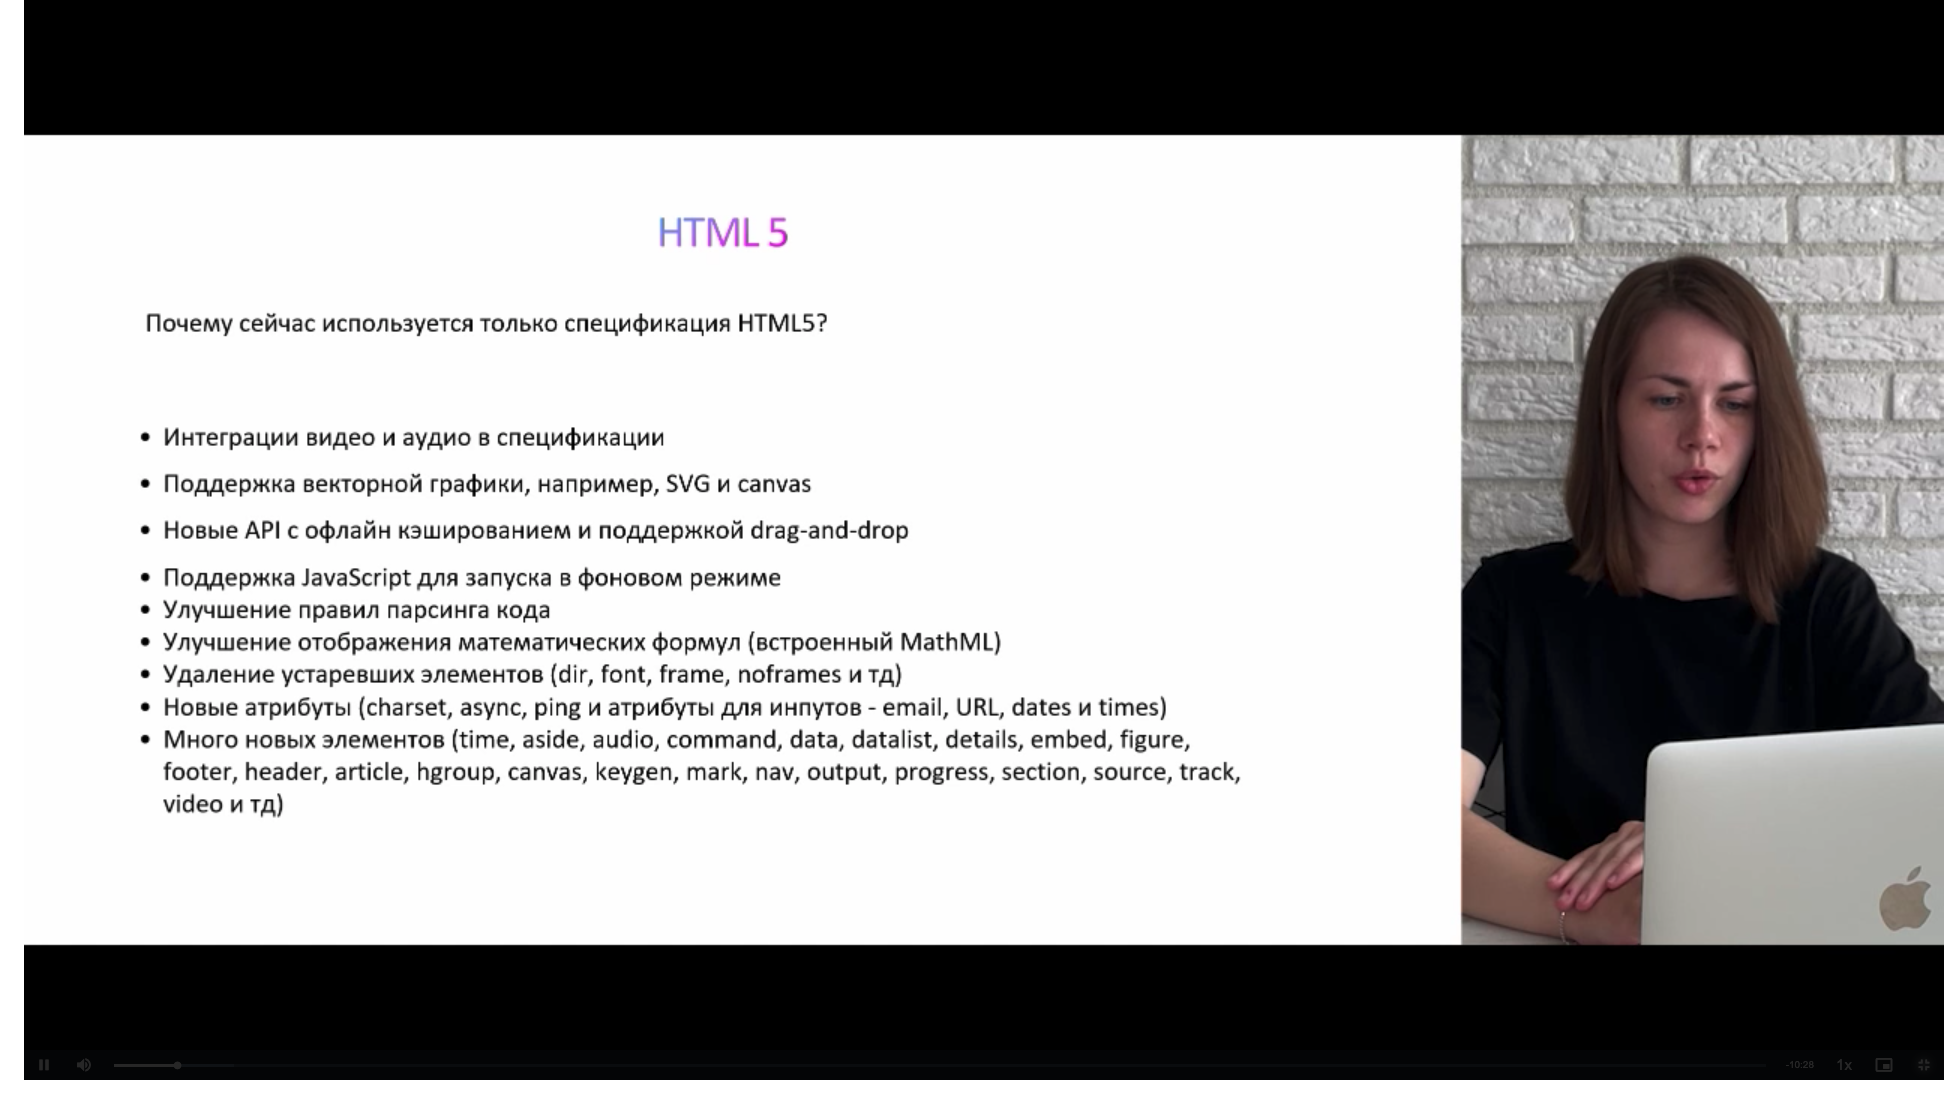 HTML 5
Почему сейчас используется только спецификация HTML5?
• Интеграции видео и аудио в спецификации
• Поддержка векторной графики, например, SVG и canvas
• Новые API с офлайн кэшированием и поддержкой drag-and-drop
• Поддержка JavaScript для запуска в фоновом режиме
• Улучшение правил парсинга кода
• Улучшение отображения математических формул (встроенный MathML)
• Удаление устаревших элементов (dir, font, frame, noframes и тд)
• Новые атрибуты (charset, async, ping и атрибуты для инпутов - email, URL, dates и times)
• Много новых элементов (time, aside, audio, command, data, datalist, details, embed, figure,
footer, header, article, hgroup, canvas, keygen, mark, nav, output, progress, section, source, track,
video и тд)
-10:28
1x